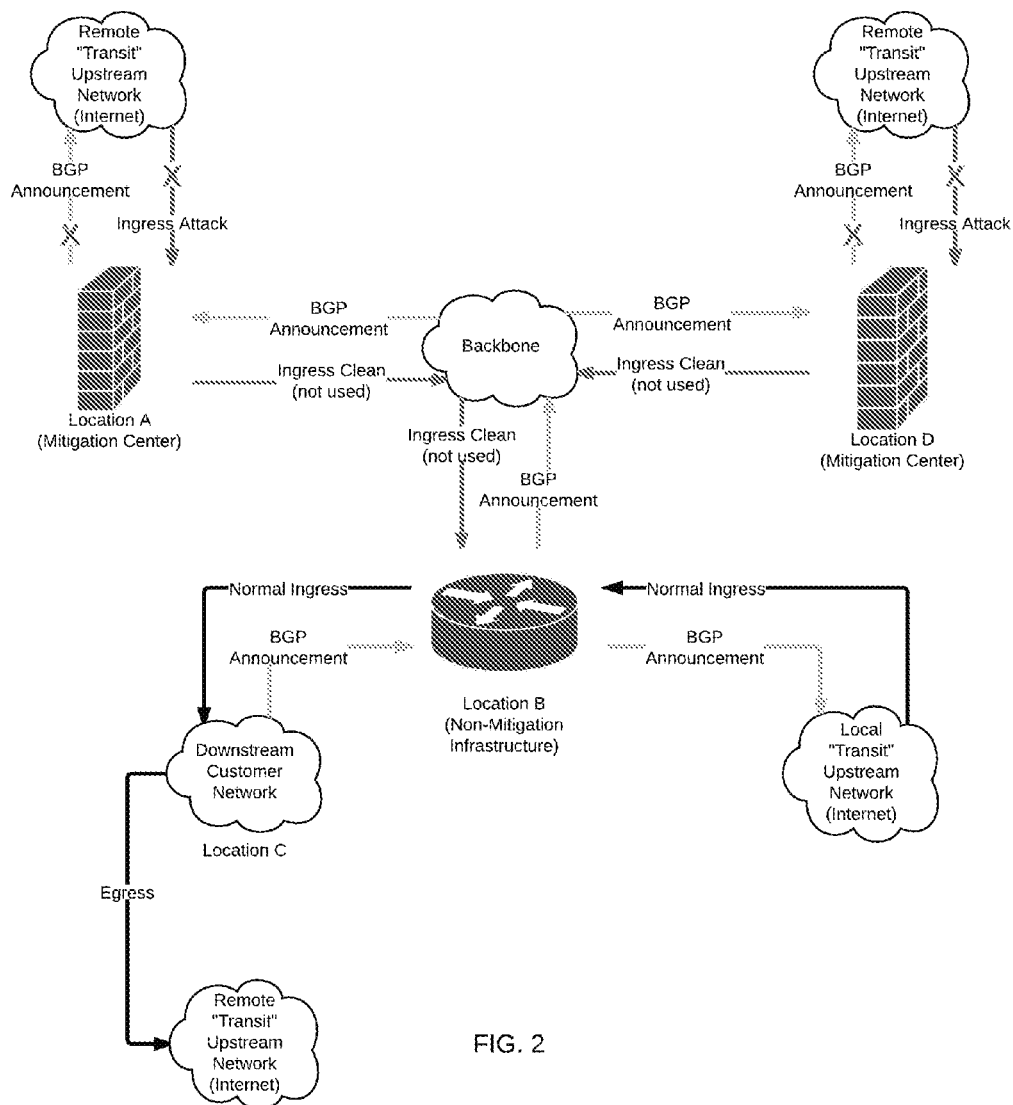 Remote
"Transit"
Upstream
Network
(Internet)
Remote
"Transit"
Upstream
Network
(Internet)
BGP
Announcement
Ingress Attack
BGP
Announcement
Ingress Attack
BGP
Announcement
Backbone
BGP
Announcement
Ingress Clean
(not used)
Ingress Clean
(not used)
Location A
(Mitigation Center)
Ingress Clean
(not used)
Location D
(Mitigation Center)
BGP
Announcement
Normal Ingress
Normal Ingress
BGP
Announcement
BGP
Announcement
Location B
(Non-Mitigation
Infrastructure)
Downstream
Customer
Network
Location C
Local
"Transit"
Upstream
Network
(Internet)
Egress
Remote
"Transit"
Upstream
Network
(Internet)
FIG. 2